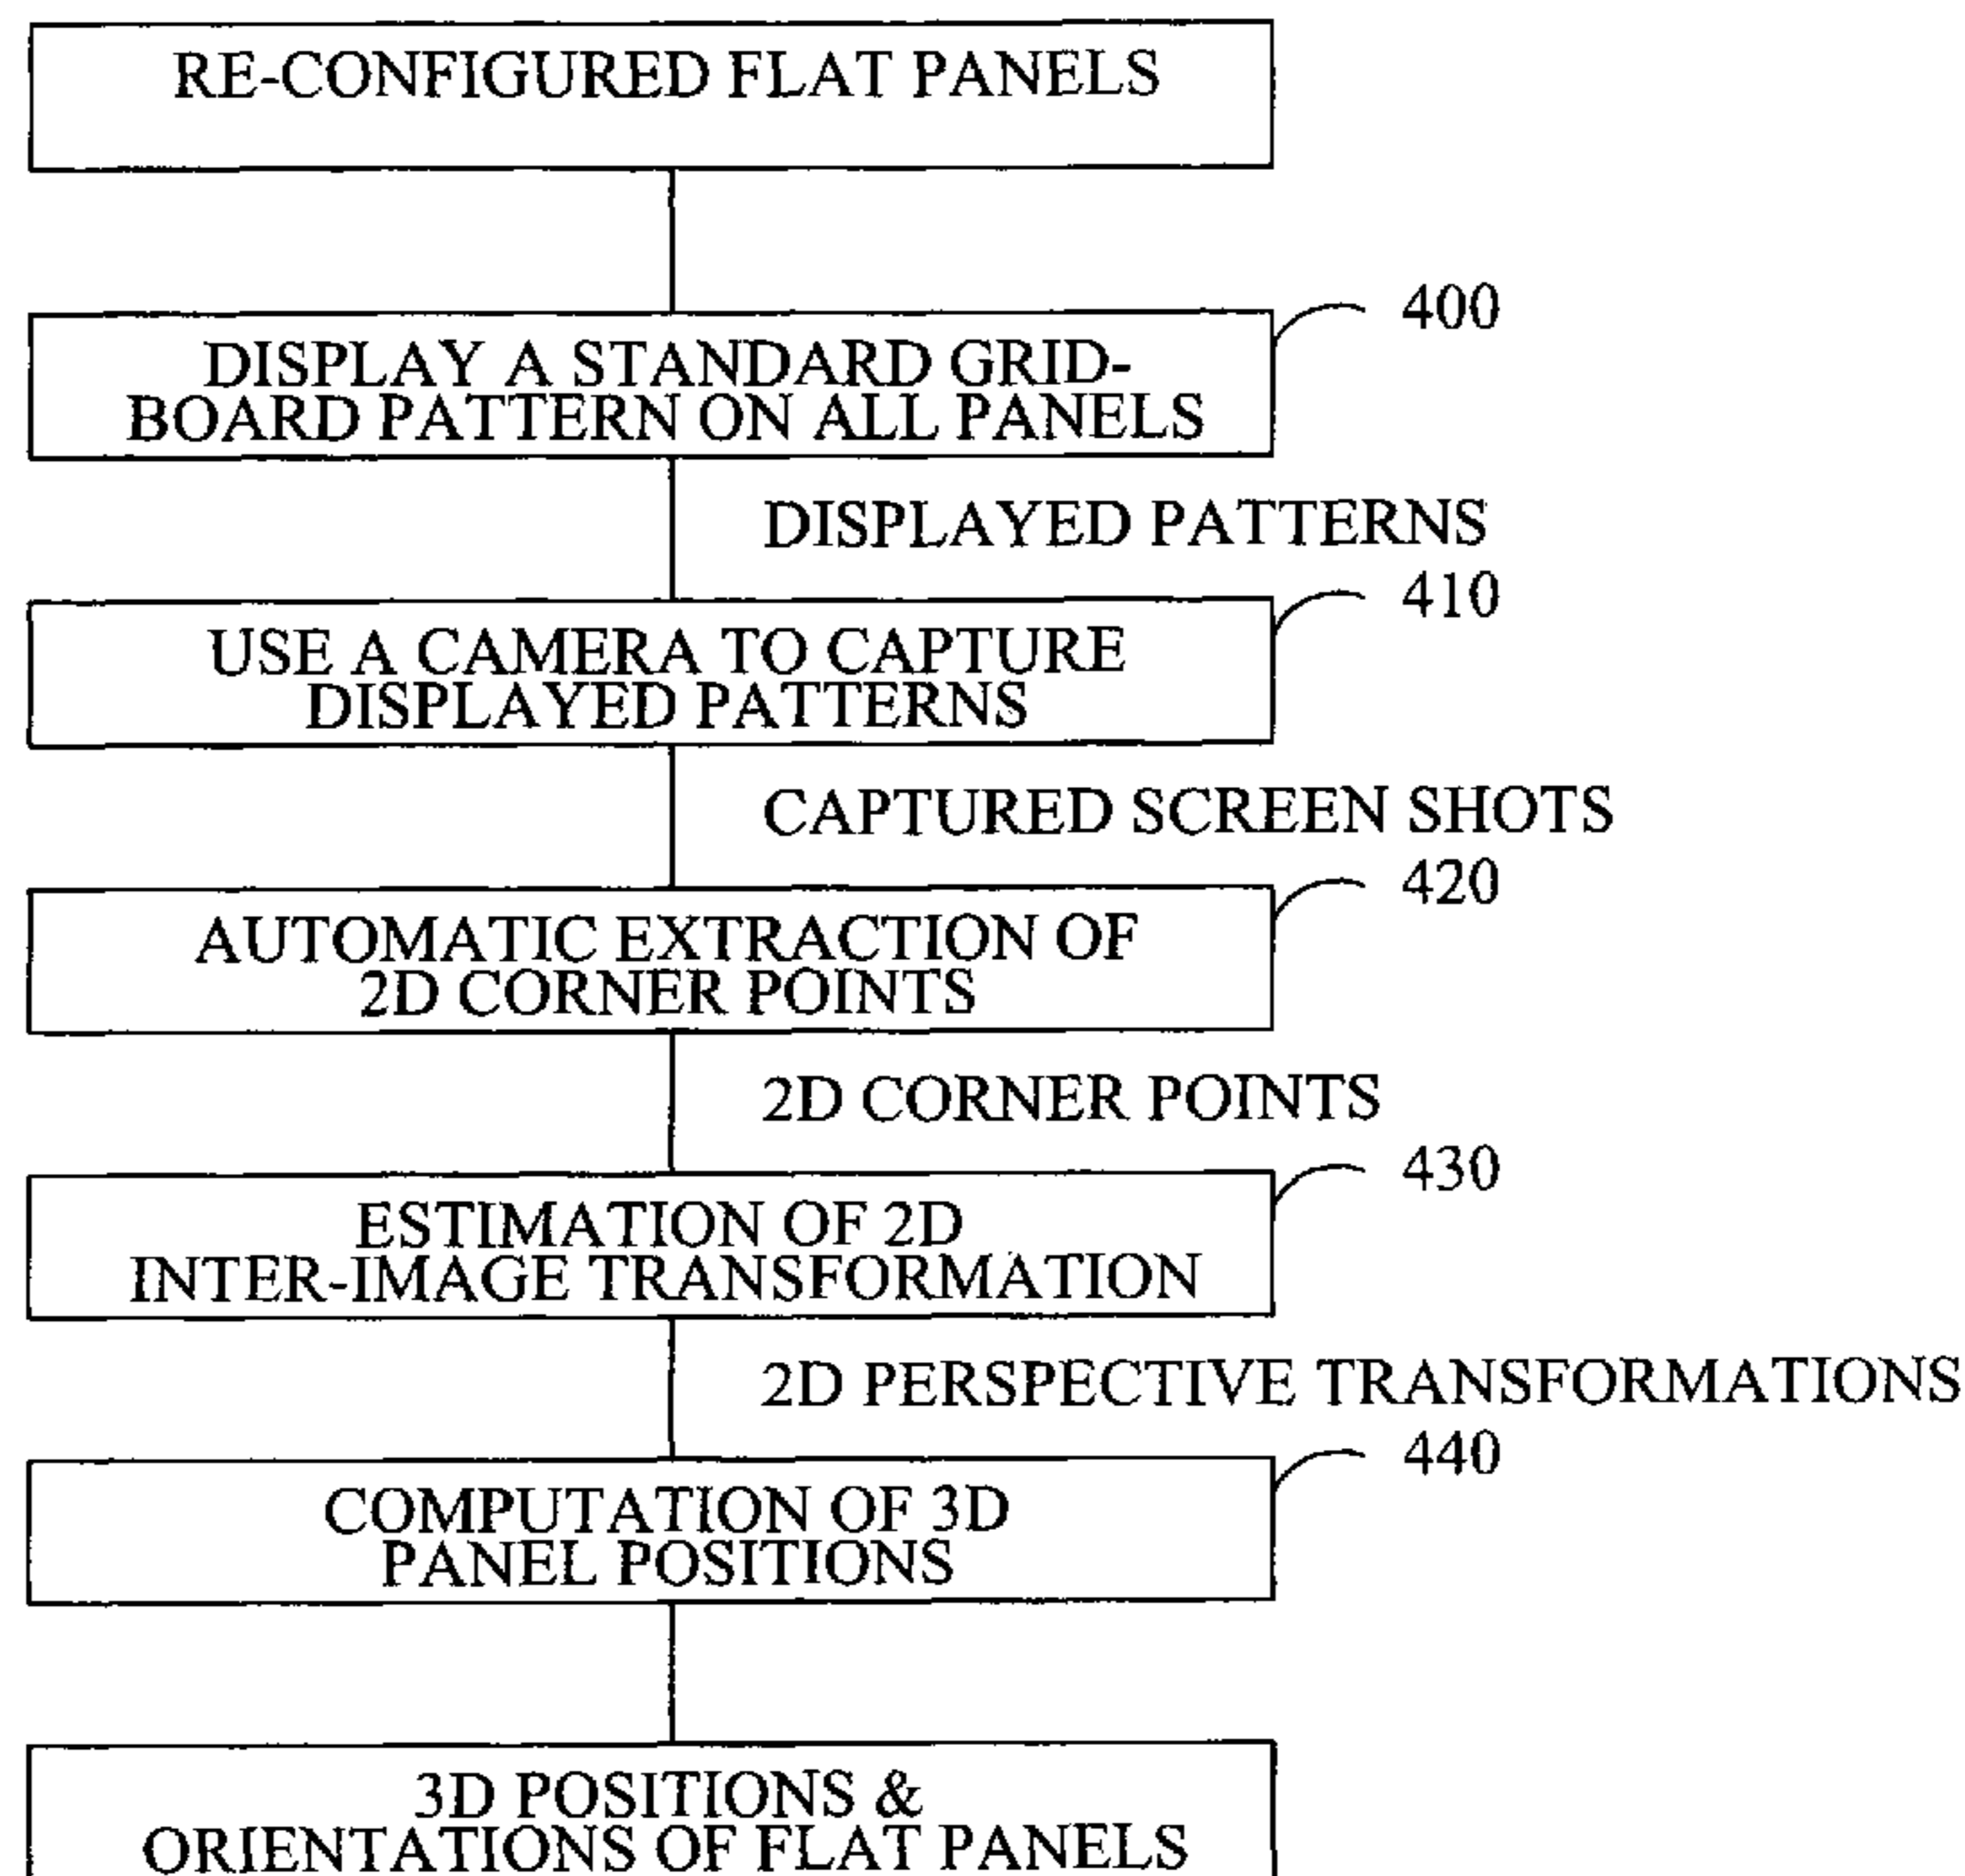 RE-CONFIGURED FLAT PANELS
400
DISPLAY A STANDARD GRID-
BOARD PATTERN ON ALL PANELS
DISPLAYED PATTERNS
410
USE A CAMERA TO CAPTURE
DISPLAYED PATTERNS
CAPTURED SCREEN SHOTS
420
AUTOMATIC EXTRACTION OF
2D CORNER POINTS
2D CORNER POINTS
430
ESTIMATION OF 2D
INTER-IMAGE TRANSFORMATION
2D PERSPECTIVE TRANSFORMATIONS
440
COMPUTATION OF 3D
PANEL POSITIONS
3D POSITIONS &
ORIENTATIONS OF FLAT PANELS